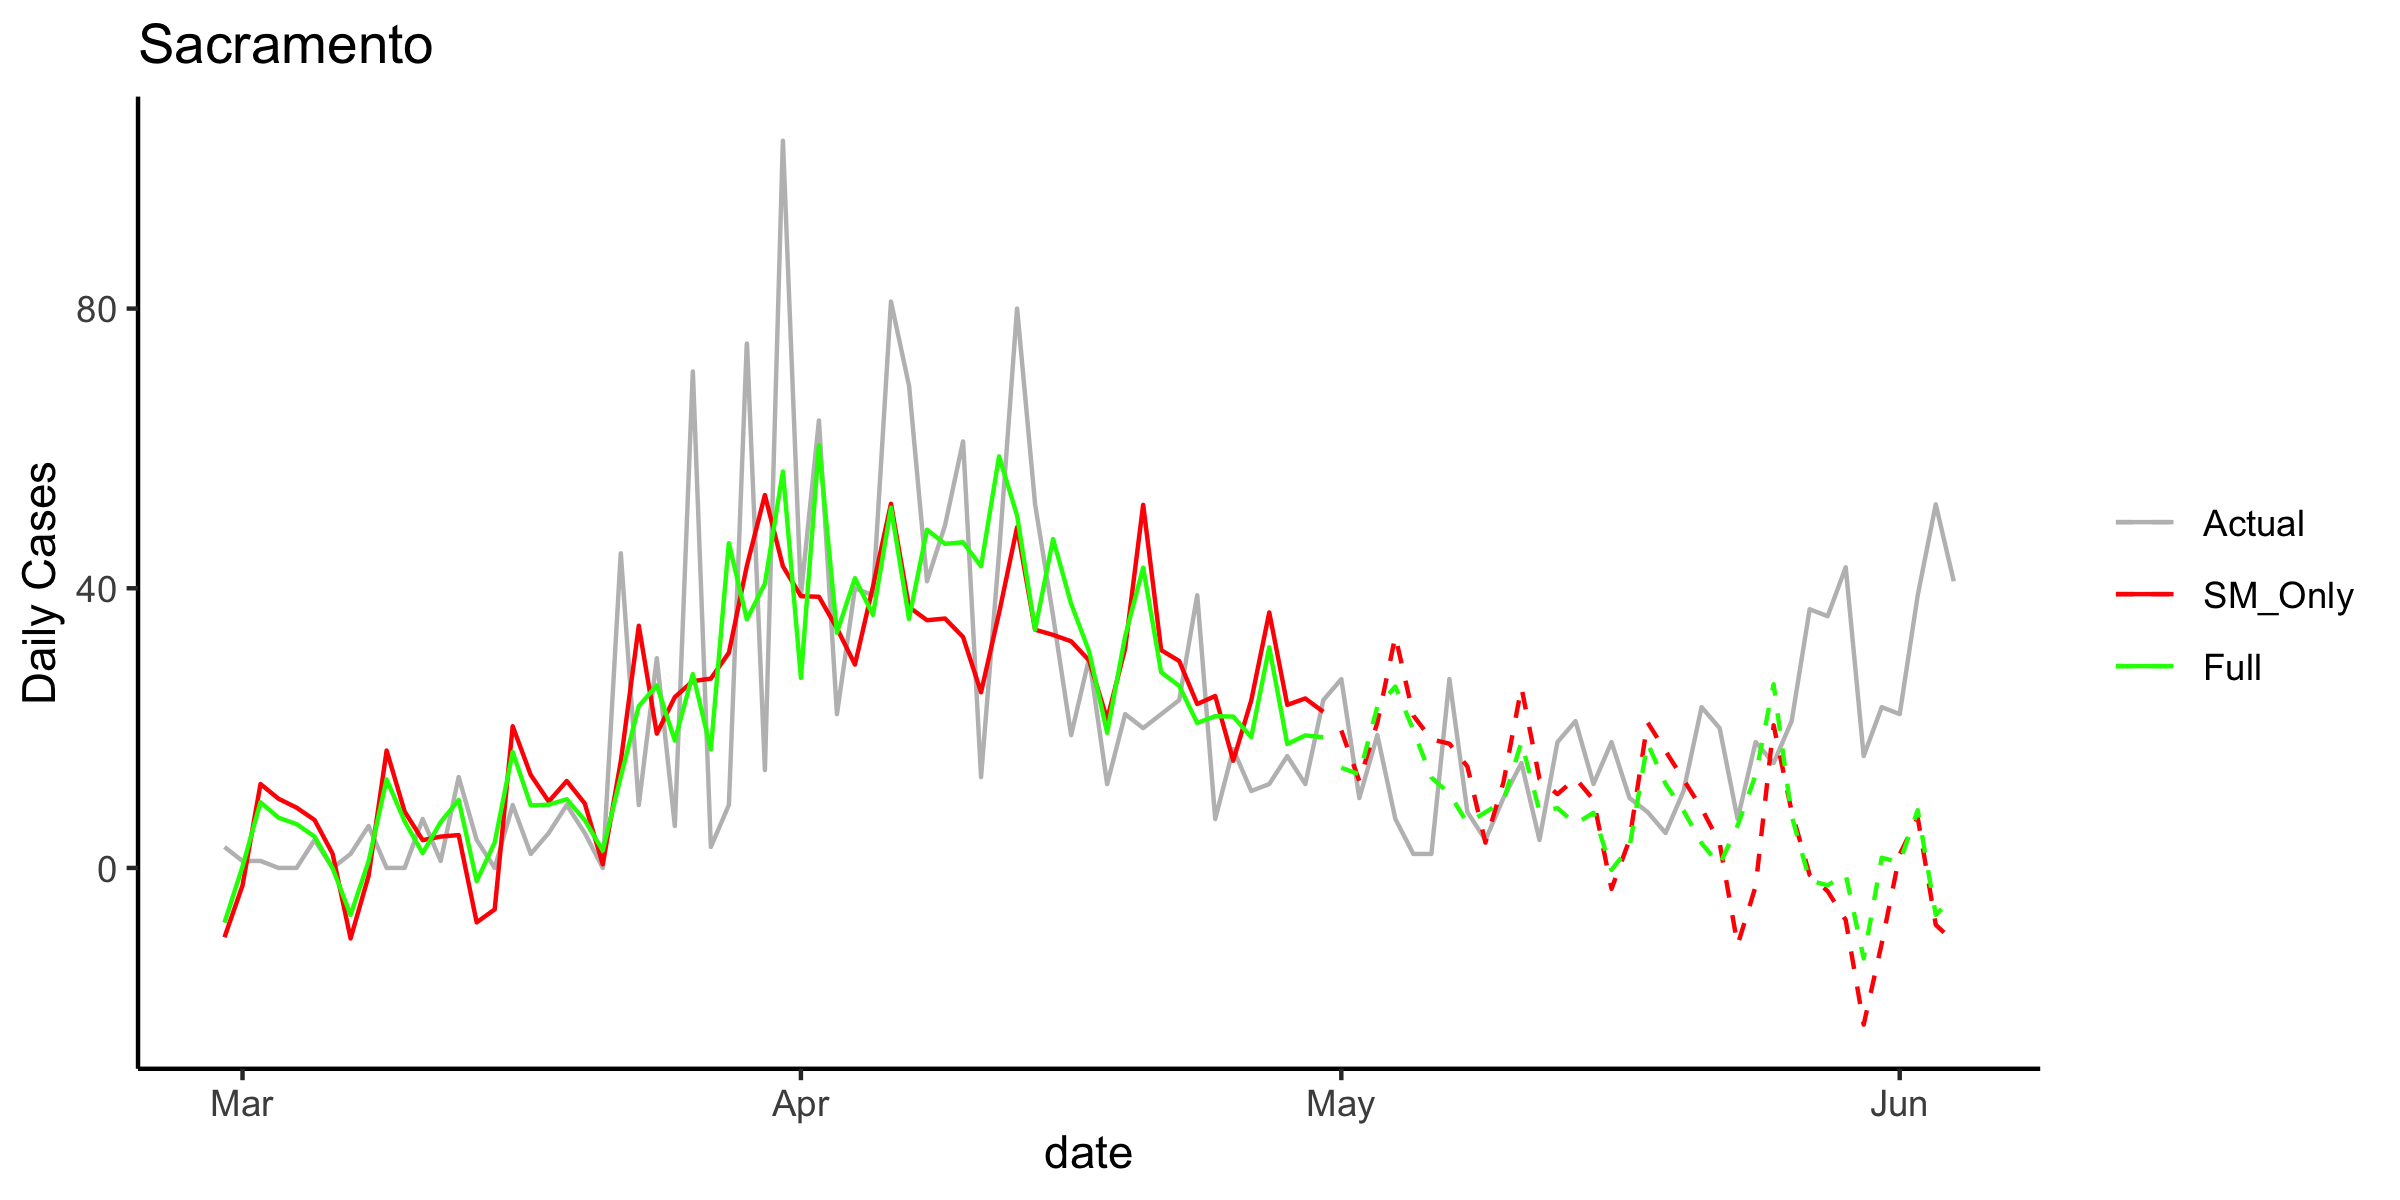 Sacramento
Daily Cases
80
40
0
Mar
Apr
May
Jun
date
Actual
SM_Only
Full